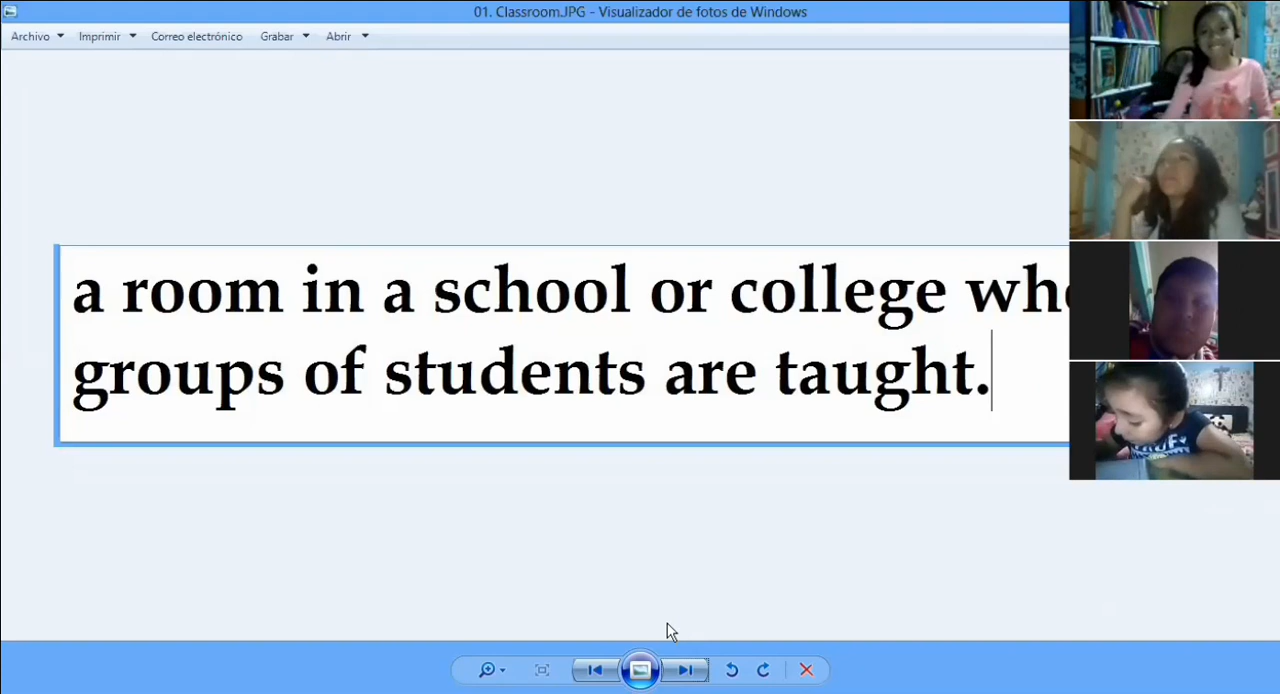 01. Classroom.JPG - Visualizador de fotos de Windows
Archivo Imprimir Correo electrónico Grabar Abrir
a room in a school or college
groups of students are taught.